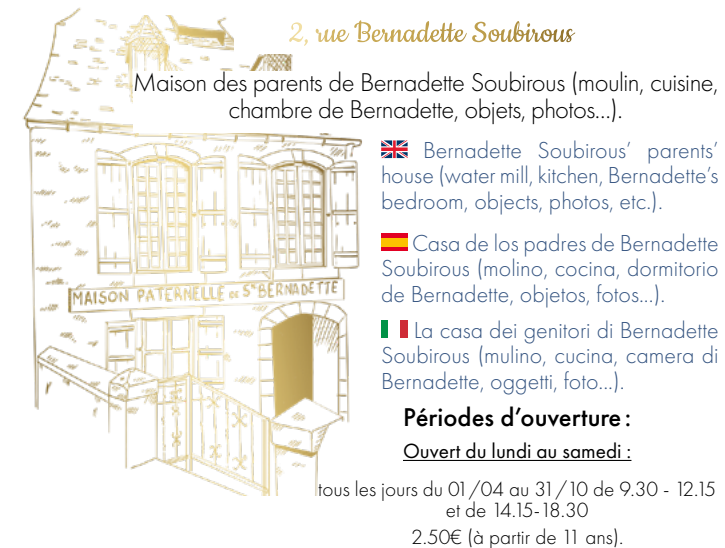 2, rue Bernadette Soubirous
Maison des parents de Bernadette Soubirous (moulin, cuisine,
chambre de Bernadette, objets, photos...).
Bernadette Soubirous’ parents’
house (water mill, kitchen, Bernadette’s
bedroom, objects, photos, etc.).
Casa de los padres de Bernadette
Soubirous (molino, cocina, dormitorio
de Bernadette, objetos, fotos...).
La casa dei genitori di Bernadette
Soubirous (mulino, cucina, camera di
Bernadette, oggetti, foto...).
MAISON PATERNELLE DE STE BERNADETTE
Périodes d’ouverture :
Ouvert du lundi au samedi :
tous les jours du 01/04 au 31/10 de 9.30 - 12.15
et de 14.15-18.30
2.50€ (à partir de 11 ans).